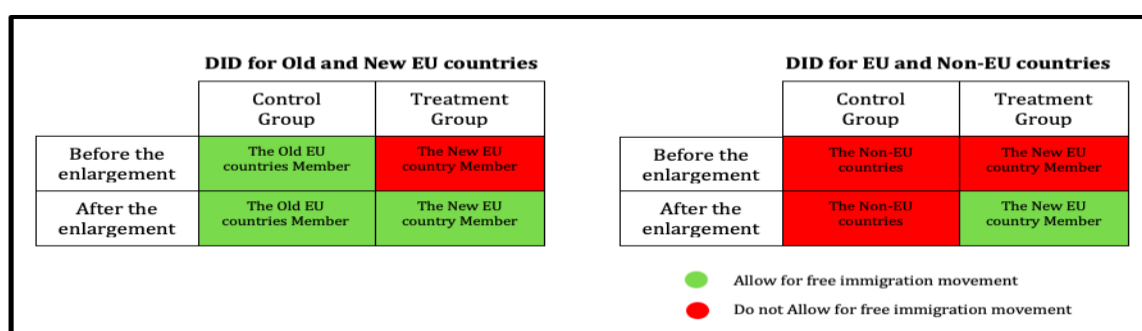 DID for Old and New EU countries
Control
Group
Treatment
Group
Before the
enlargement
The Old EU
countries Member
The New EU
country Member
After the
enlargement
The Old EU
countries Member
The New EU
country Member
DID for EU and Non-EU countries
Control
Group
Treatment
Group
Before the
enlargement
The Non-EU
countries
The New EU
country Member
After the
enlargement
The Non-EU
countries
The New EU
country Member
Allow for free immigration movement
Do not Allow for free immigration movement